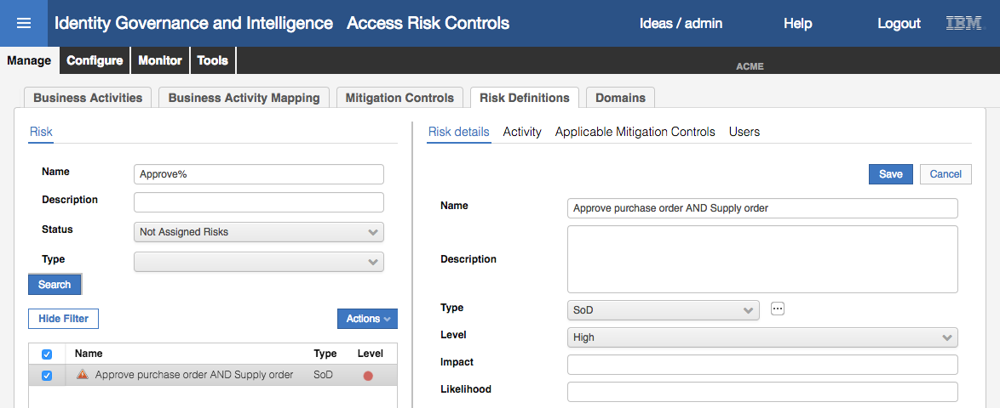 Identity Governance and Intelligence Access Risk Controls Ideas / admin Help Logout IBM
Manage Configure Monitor Tools ACME
Business Activities Business Activity Mapping Mitigation Controls Risk Definitions Domains
Risk
Name Approve%
Description
Status Not Assigned Risks
Type
Search
Hide Filter Actions
Name Type Level
Approve purchase order AND Supply order SoD
Risk details Activity Applicable Mitigation Controls Users
Save Cancel
Name Approve purchase order AND Supply order
Description
Type SoD ...
Level High
Impact
Likelihood